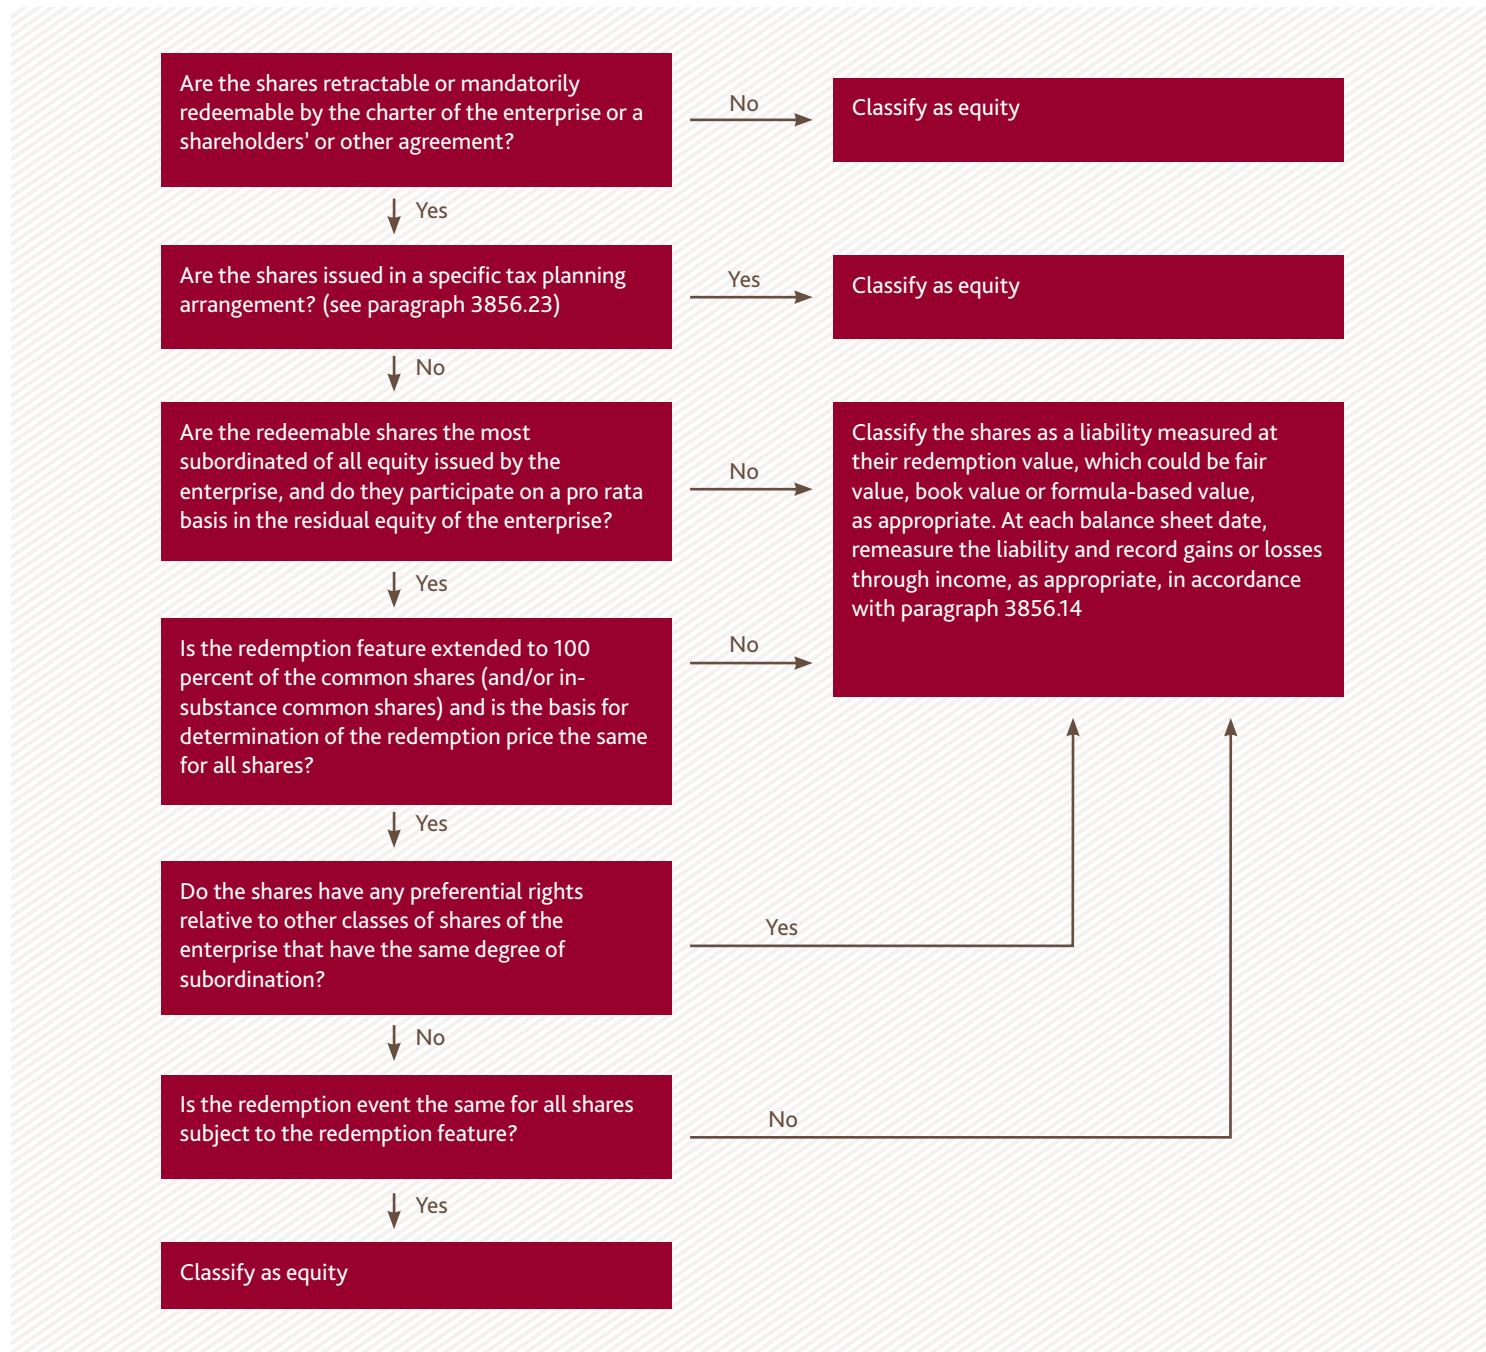 Are the shares retractable or mandatorily
redeemable by the charter of the enterprise or a
shareholders' or other agreement?
No
Classify as equity
Yes
Are the shares issued in a specific tax planning
arrangement? (see paragraph 3856.23)
Yes
Classify as equity
No
Are the redeemable shares the most
subordinated of all equity issued by the
enterprise, and do they participate on a pro rata
basis in the residual equity of the enterprise?
No
Classify the shares as a liability measured at
their redemption value, which could be fair
value, book value or formula-based value,
as appropriate. At each balance sheet date,
remeasure the liability and record gains or losses
through income, as appropriate, in accordance
with paragraph 3856.14
Yes
Is the redemption feature extended to 100
percent of the common shares (and/or in-
substance common shares) and is the basis for
determination of the redemption price the same
for all shares?
No
Yes
Do the shares have any preferential rights
relative to other classes of shares of the
enterprise that have the same degree of
subordination?
Yes
No
Is the redemption event the same for all shares
subject to the redemption feature?
No
Yes
Classify as equity